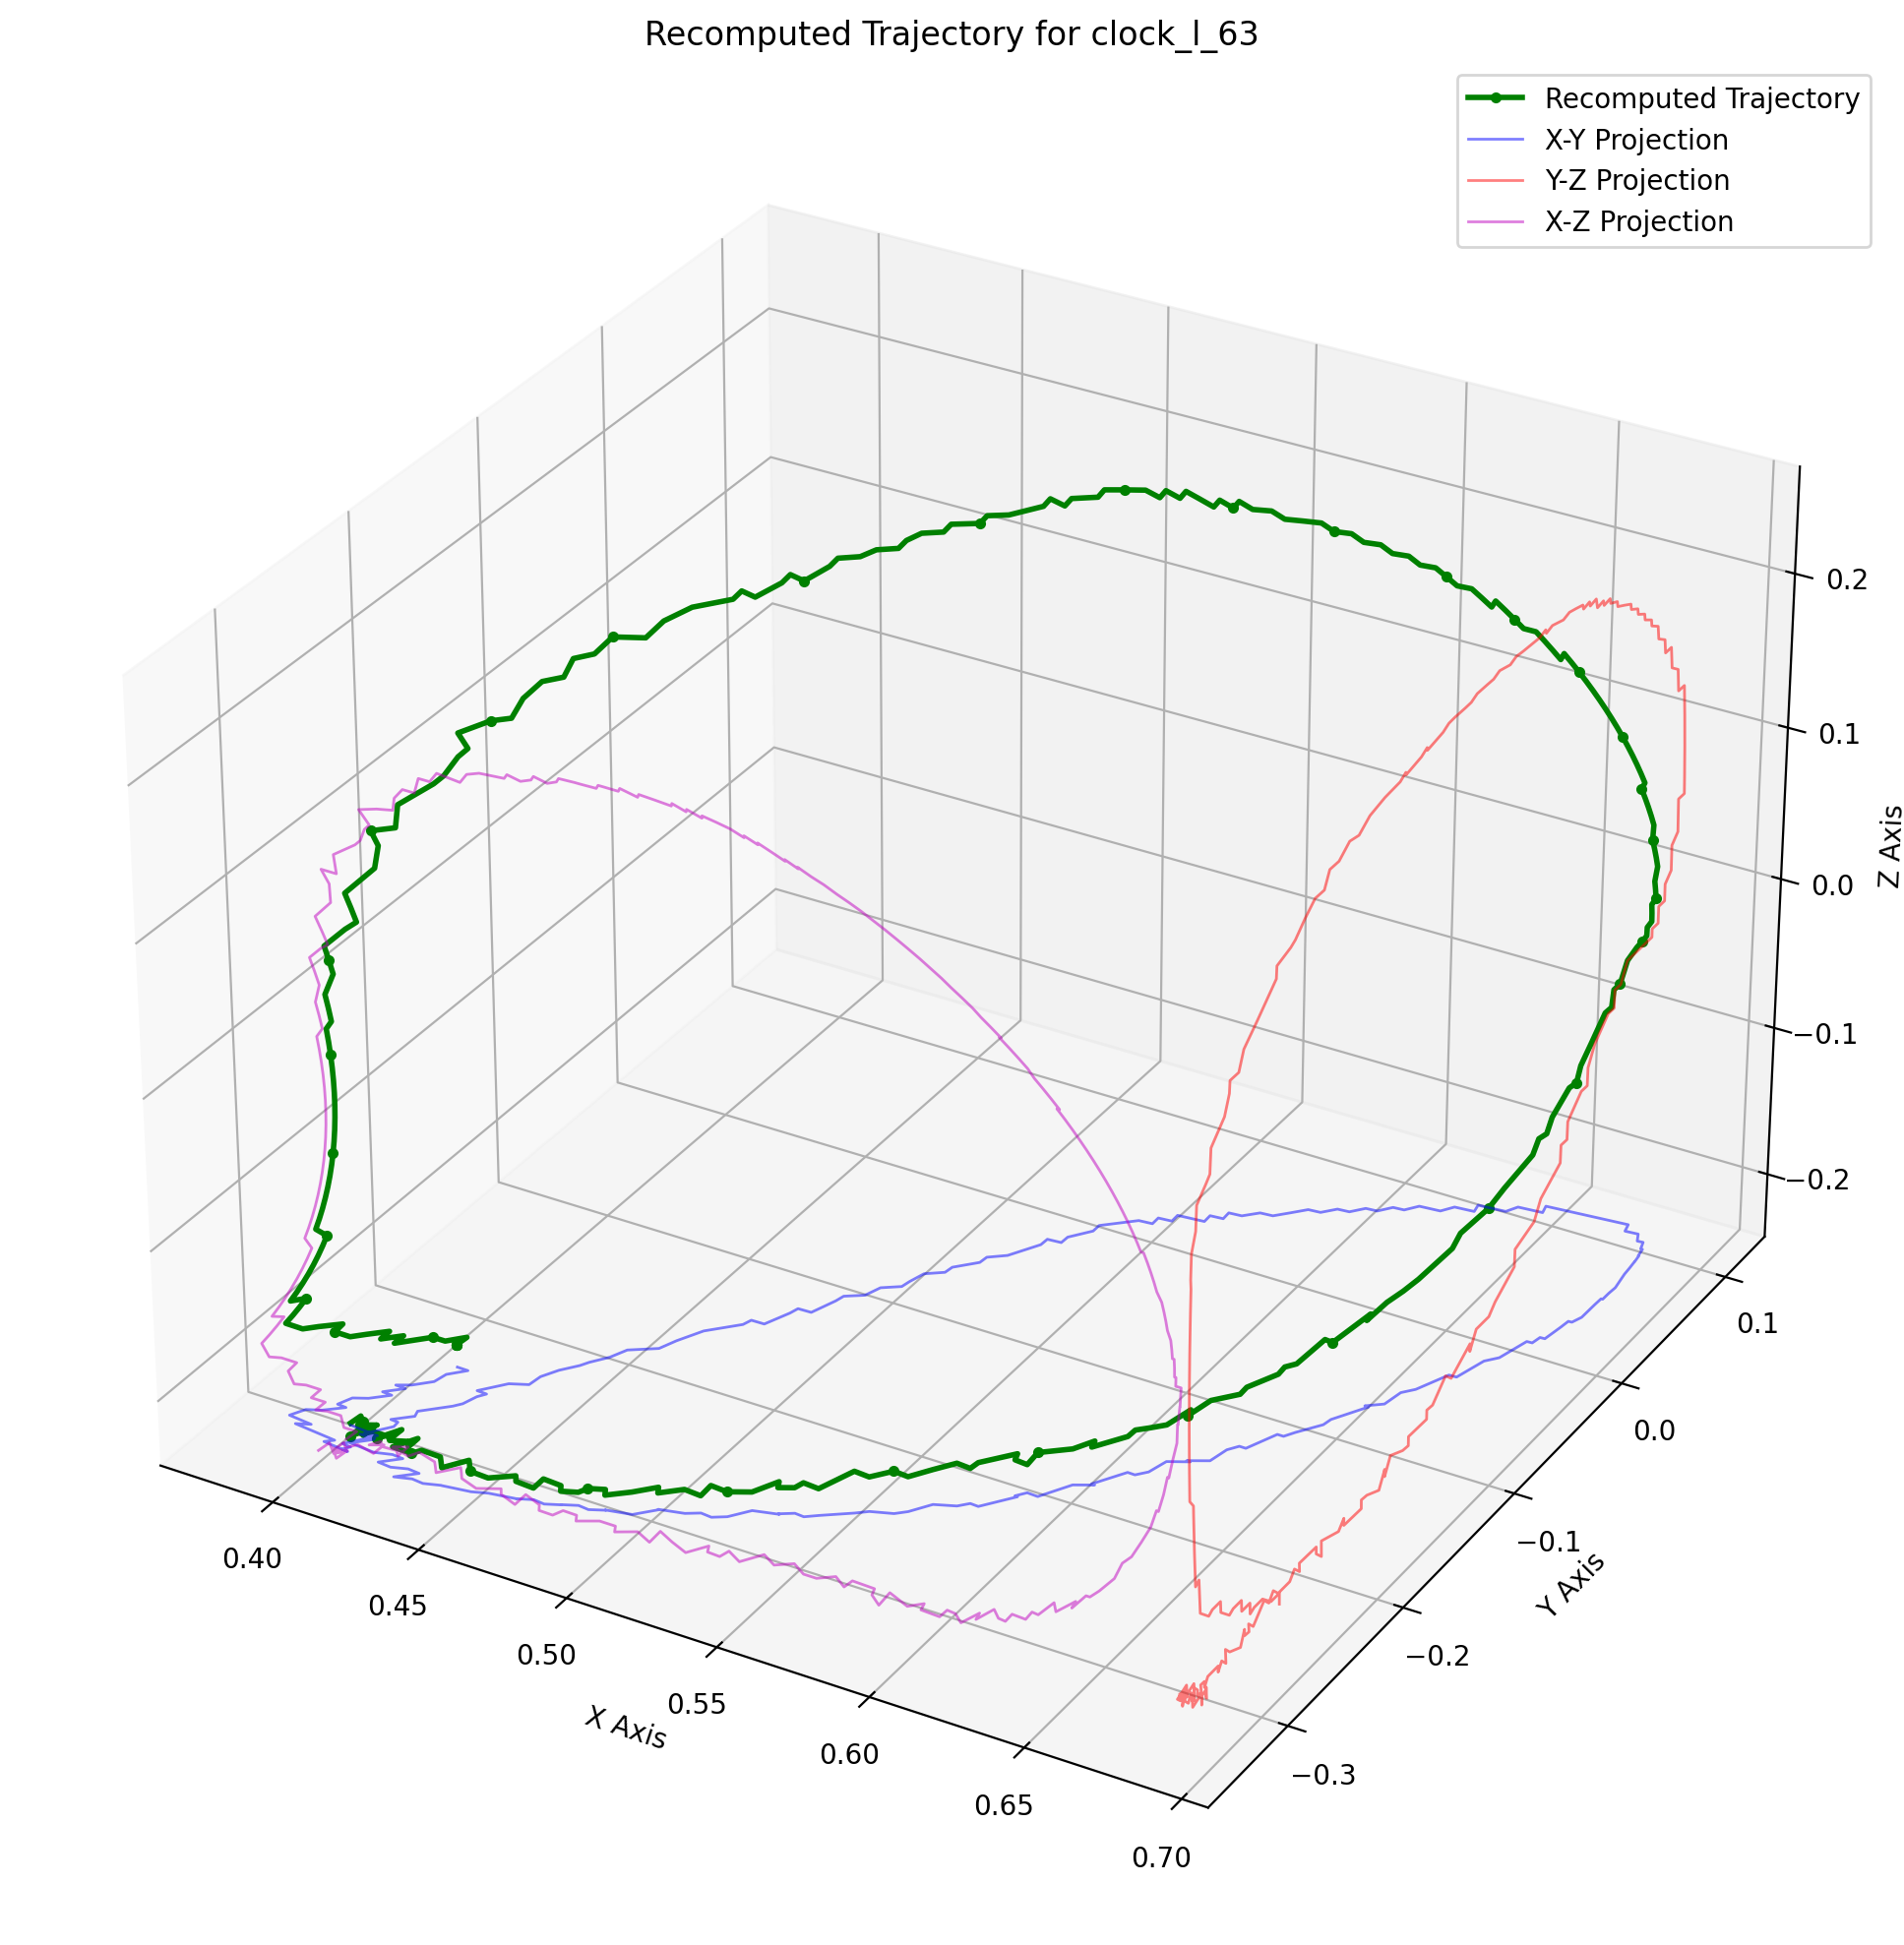 Recomputed Trajectory for clock_l_63
Recomputed Trajectory
X-Y Projection
Y-Z Projection
X-Z Projection
0.2
0.1
0.0
−0.1
−0.2
Z Axis
0.1
0.0
−0.1
−0.2
−0.3
Y Axis
0.40
0.45
0.50
0.55
0.60
0.65
0.70
X Axis